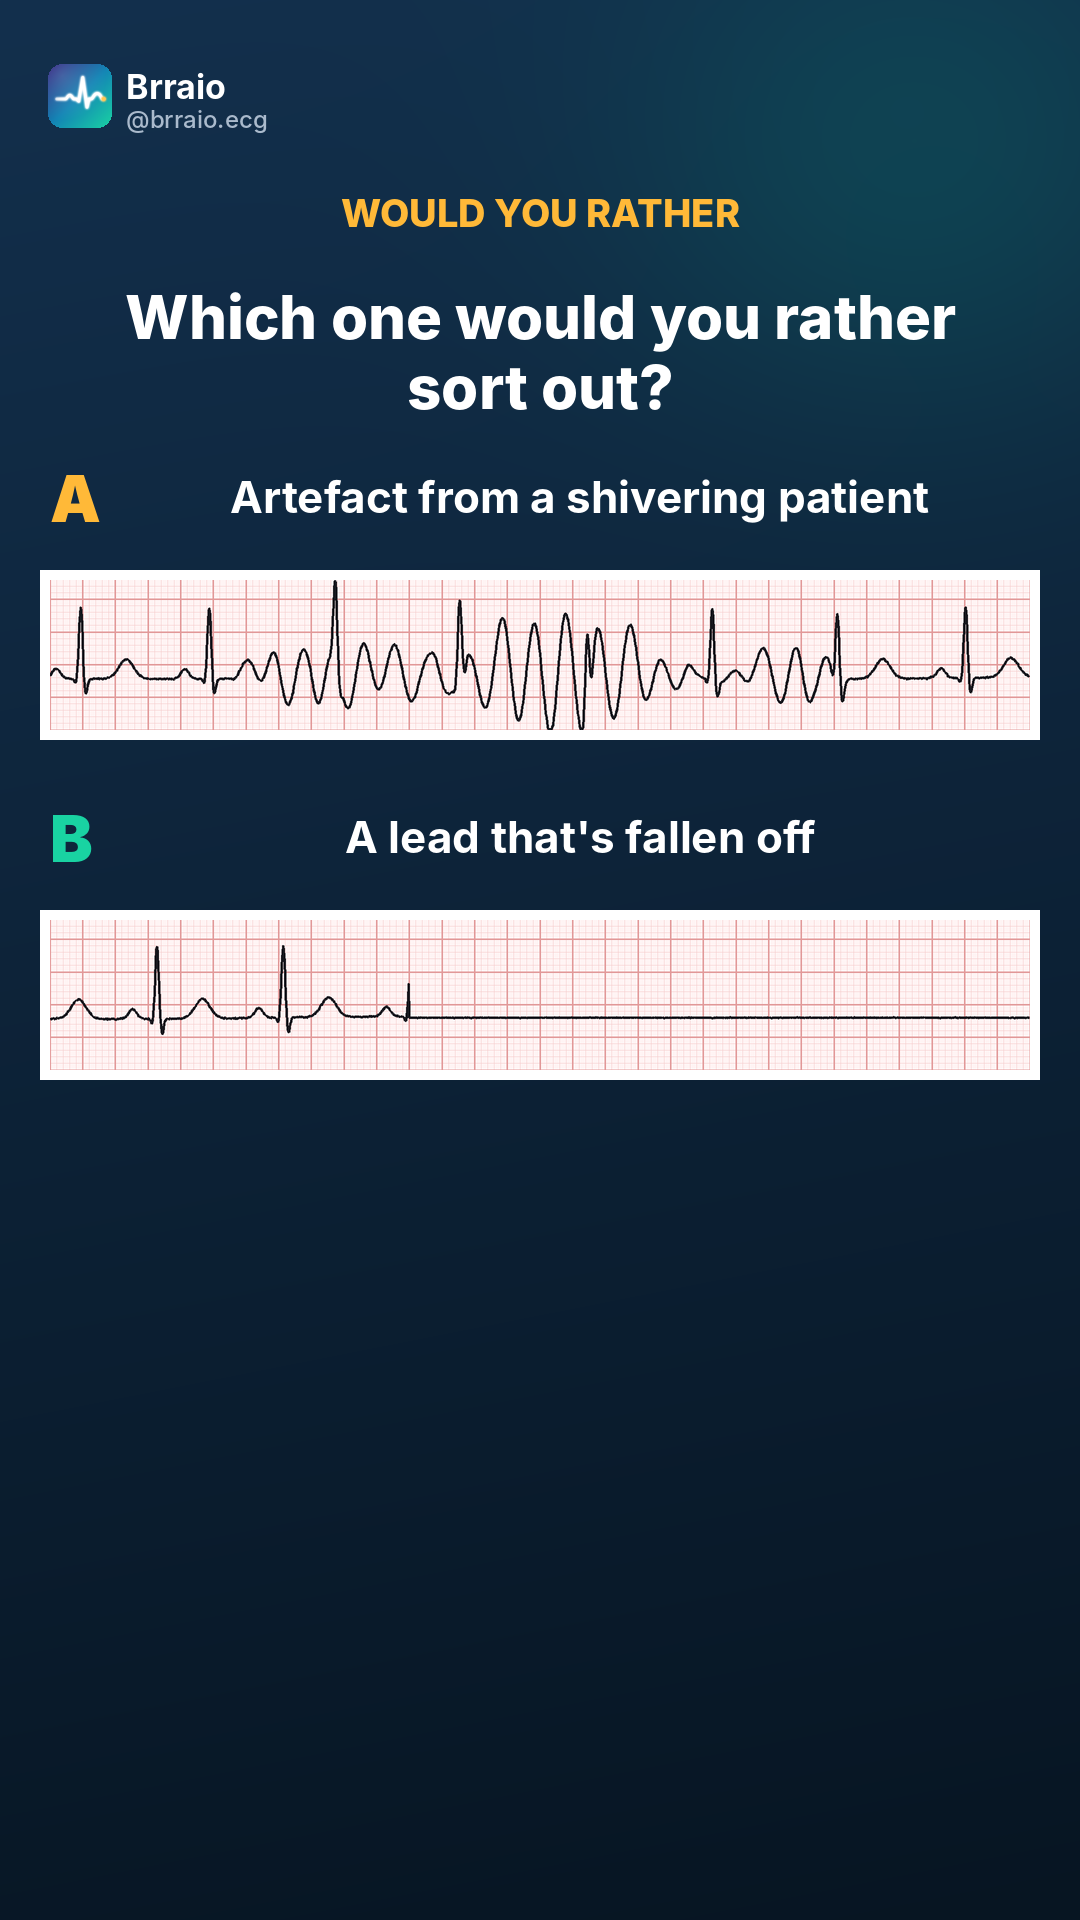 Brraio
@brraio.ecg
WOULD YOU RATHER
Which one would you rather
sort out?
A
Artefact from a shivering patient
B
A lead that's fallen off